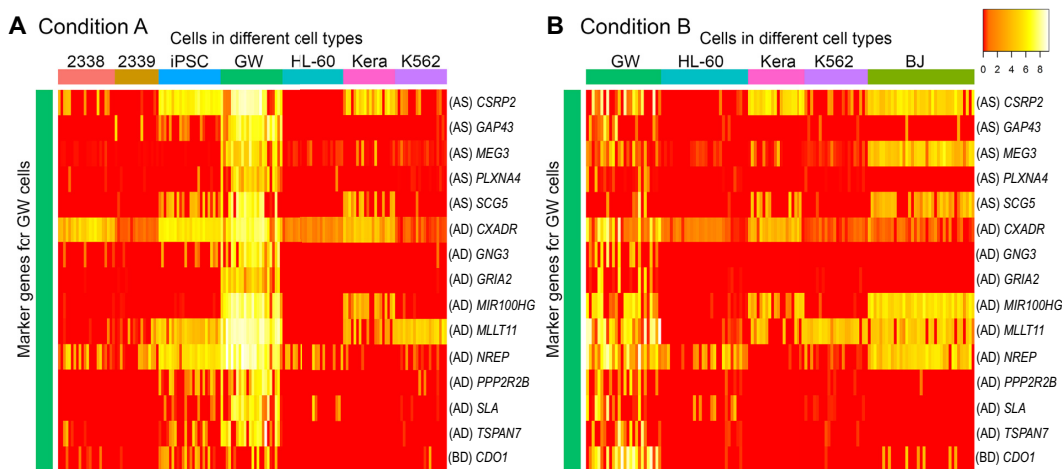 A Condition A
Cells in different cell types
2338 2339 iPSC GW HL-60 Kera K562
Marker genes for GW cells
(AS) CSRP2
(AS) GAP43
(AS) MEG3
(AS) PLXNA4
(AS) SCG5
(AD) CXADR
(AD) GNG3
(AD) GRIA2
(AD) MIR100HG
(AD) MLLT11
(AD) NREP
(AD) PPP2R2B
(AD) SLA
(AD) TSPAN7
(BD) CDO1
B Condition B
Cells in different cell types
GW HL-60 Kera K562 BJ
0 2 4 6 8
Marker genes for GW cells
(AS) CSRP2
(AS) GAP43
(AS) MEG3
(AS) PLXNA4
(AS) SCG5
(AD) CXADR
(AD) GNG3
(AD) GRIA2
(AD) MIR100HG
(AD) MLLT11
(AD) NREP
(AD) PPP2R2B
(AD) SLA
(AD) TSPAN7
(BD) CDO1